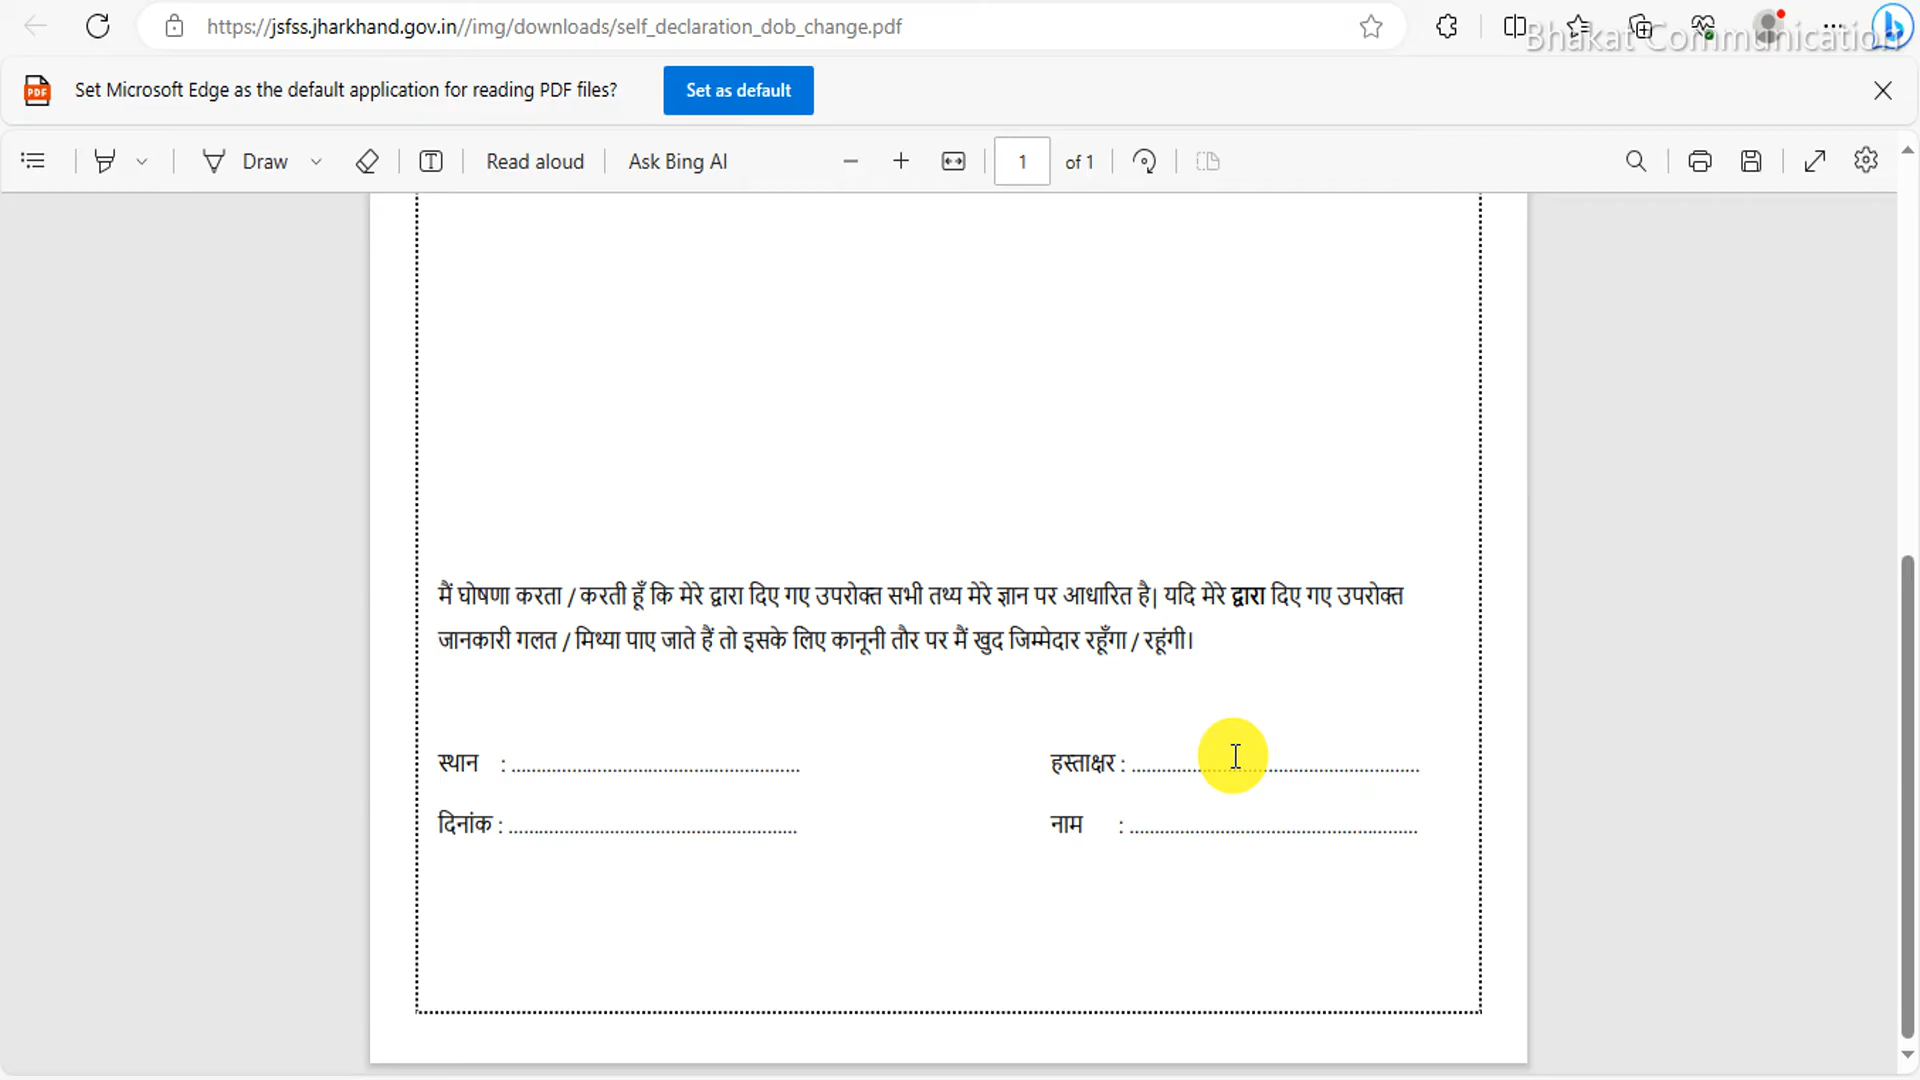 https://jsfss.jharkhand.gov.in//img/downloads/self_declaration_dob_change.pdf
Bhakat Communication
PDF Set Microsoft Edge as the default application for reading PDF files? Set as default
Draw Read aloud Ask Bing AI 1 of 1
मैं घोषणा करता / करती हूँ कि मेरे द्वारा दिए गए उपरोक्त सभी तथ्य मेरे ज्ञान पर आधारित है| यदि मेरे द्वारा दिए गए उपरोक्त
जानकारी गलत / मिथ्या पाए जाते हैं तो इसके लिए कानूनी तौर पर मैं खुद जिम्मेदार रहूँगा / रहूंगी।
स्थान : ......................................................... हस्ताक्षर : .........................................................
दिनांक : ......................................................... नाम : .........................................................